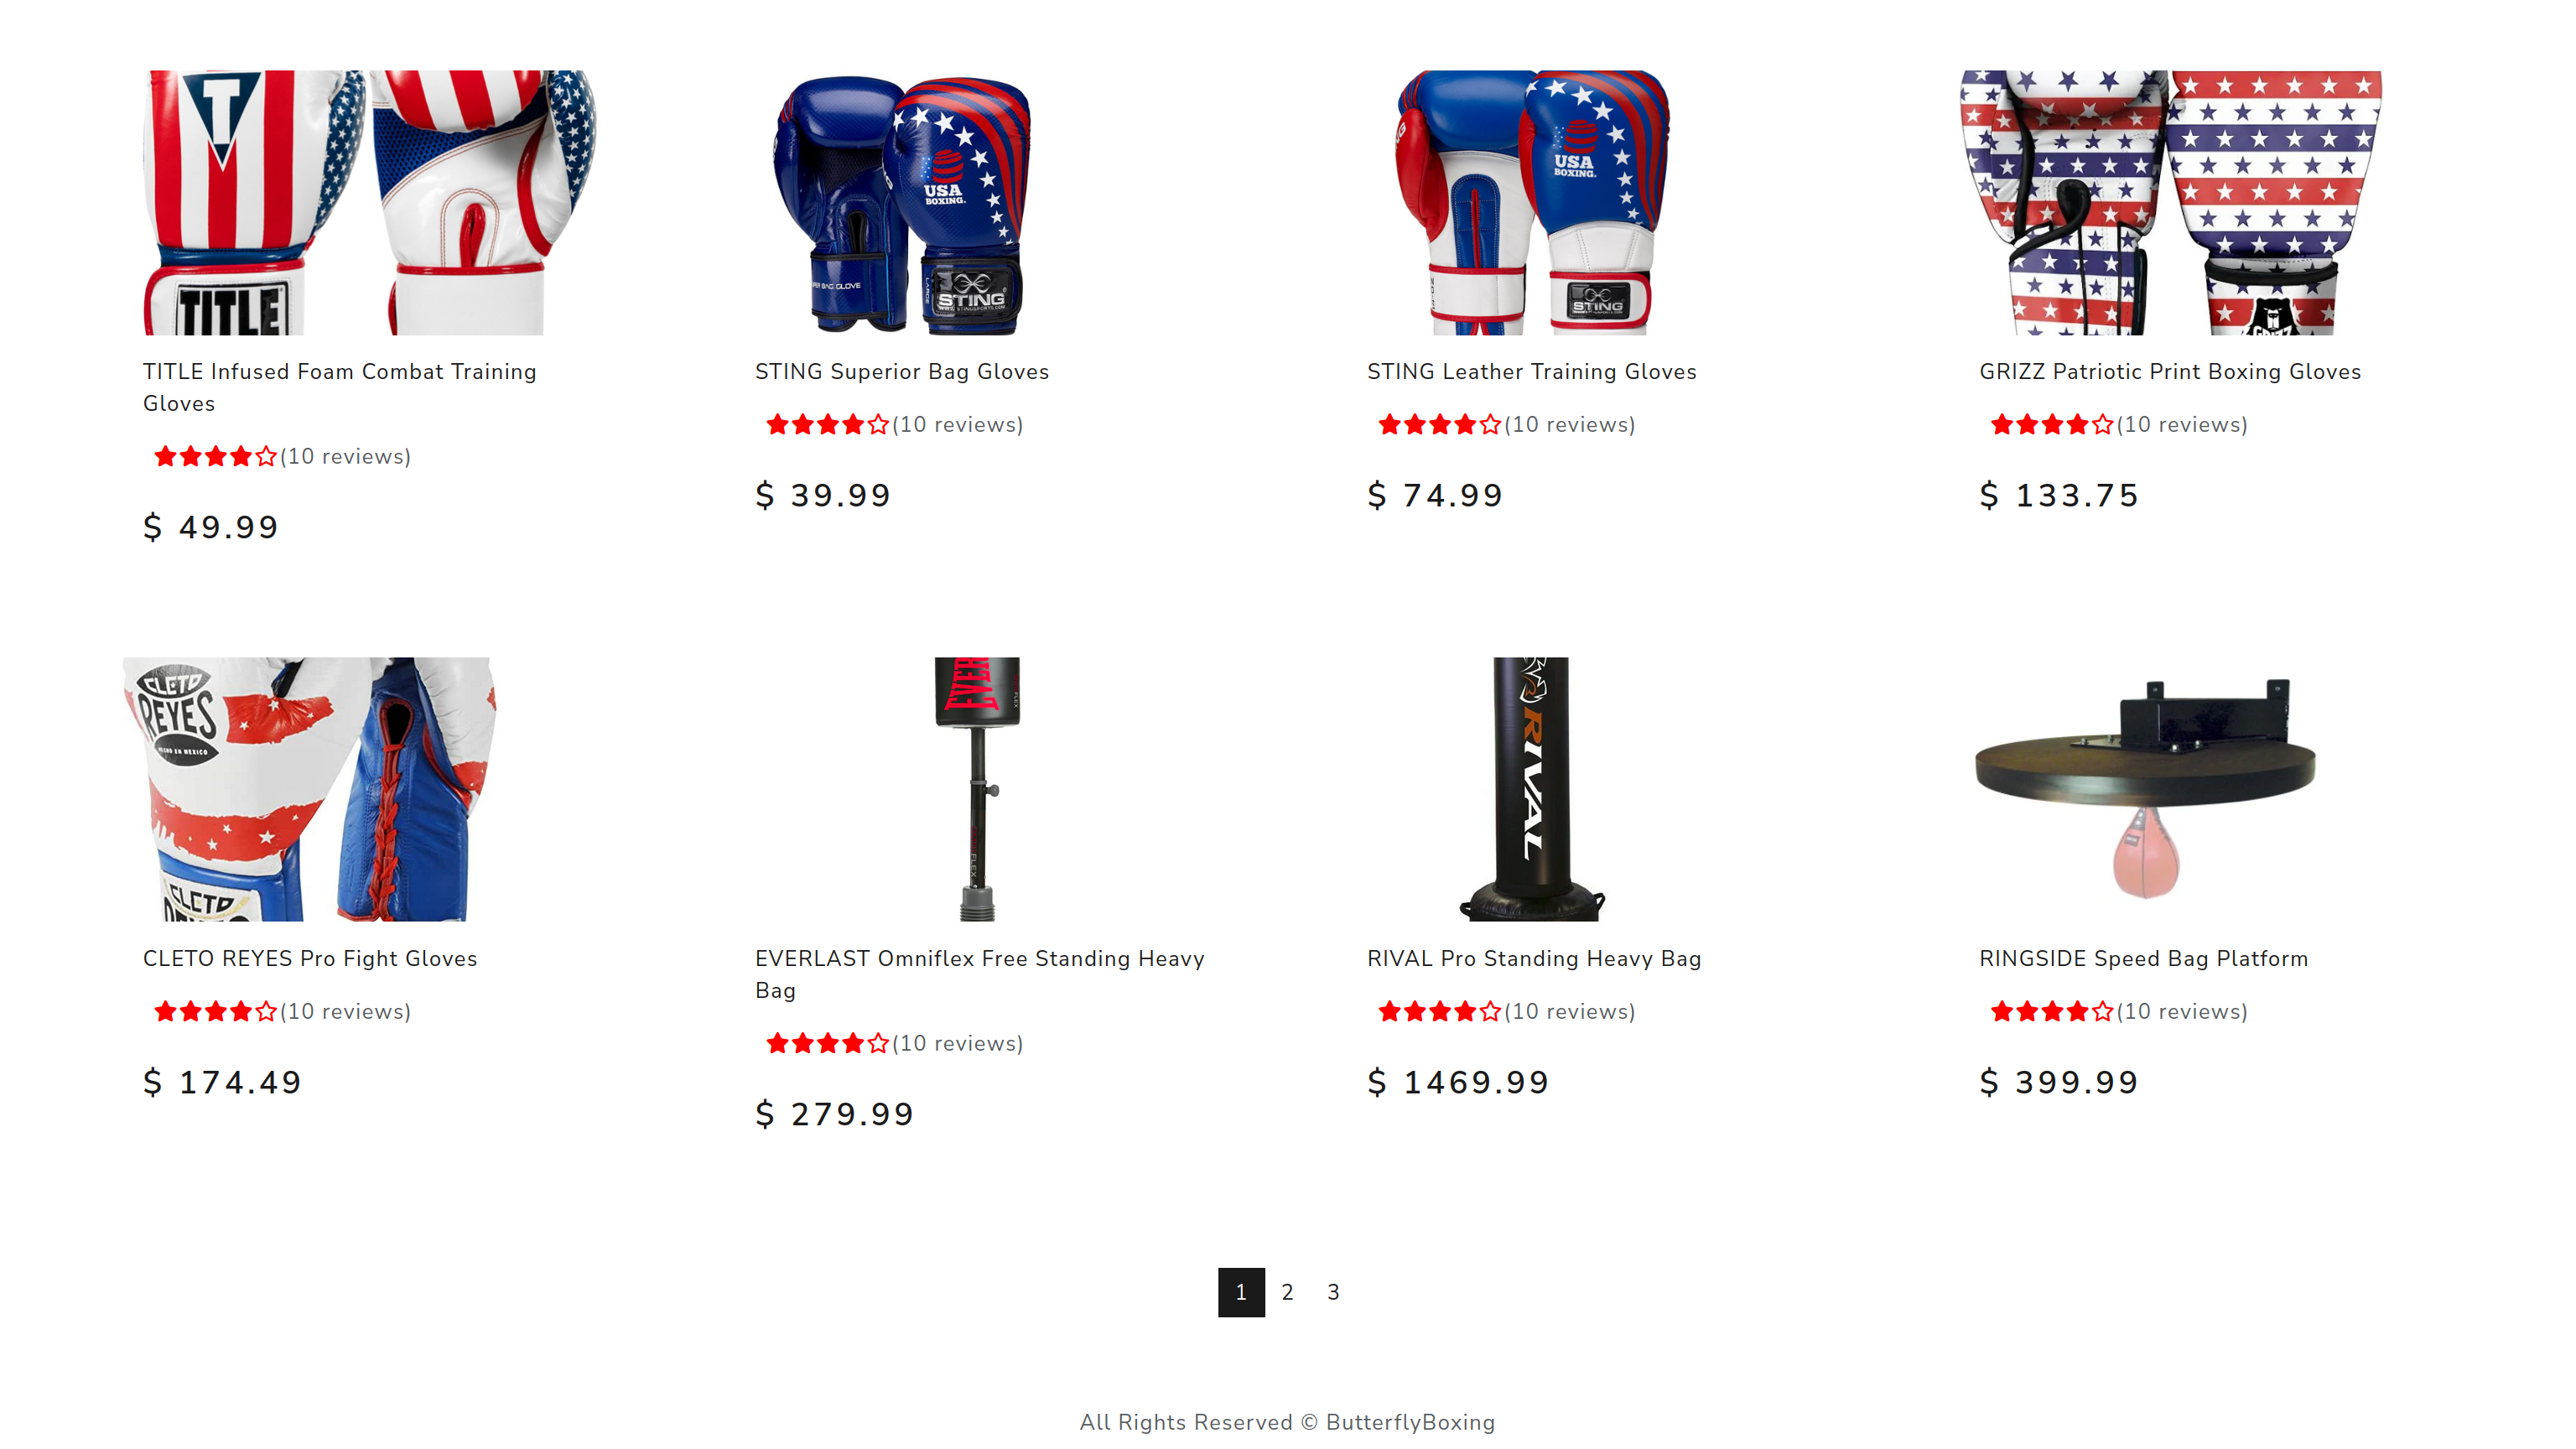 T
TITLE
USA
BOXING.
STING
USA
BOXING.
STING
TITLE Infused Foam Combat Training
Gloves
(10 reviews)
$ 49.99
STING Superior Bag Gloves
(10 reviews)
$ 39.99
STING Leather Training Gloves
(10 reviews)
$ 74.99
GRIZZ Patriotic Print Boxing Gloves
(10 reviews)
$ 133.75
CLETO
REYES
HECHO EN MEXICO
CLETO
RIVAL
CLETO REYES Pro Fight Gloves
(10 reviews)
$ 174.49
EVERLAST Omniflex Free Standing Heavy
Bag
(10 reviews)
$ 279.99
RIVAL Pro Standing Heavy Bag
(10 reviews)
$ 1469.99
RINGSIDE Speed Bag Platform
(10 reviews)
$ 399.99
1 2 3
All Rights Reserved © ButterflyBoxing